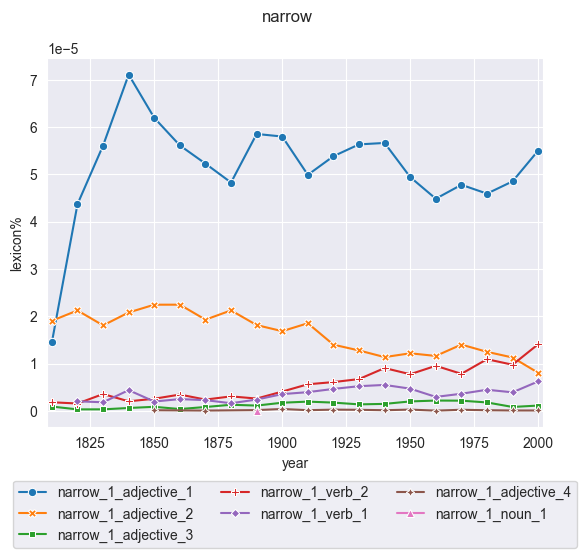 narrow
1e−5
7
6
5
4
3
2
1
0
lexicon%
1825 1850 1875 1900 1925 1950 1975 2000
year
narrow_1_adjective_1 narrow_1_verb_2 narrow_1_adjective_4
narrow_1_adjective_2 narrow_1_verb_1 narrow_1_noun_1
narrow_1_adjective_3